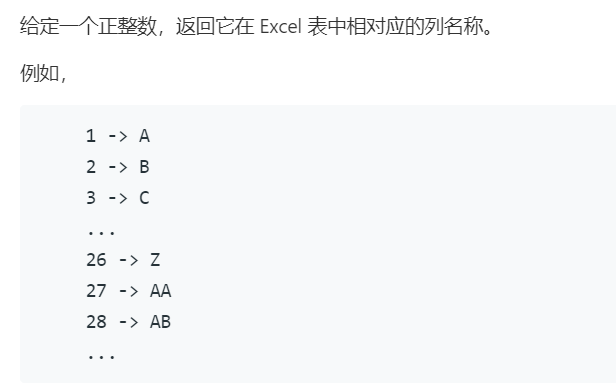 给定一个正整数，返回它在 Excel 表中相对应的列名称。
例如，
1 -> A
2 -> B
3 -> C
...
26 -> Z
27 -> AA
28 -> AB
...